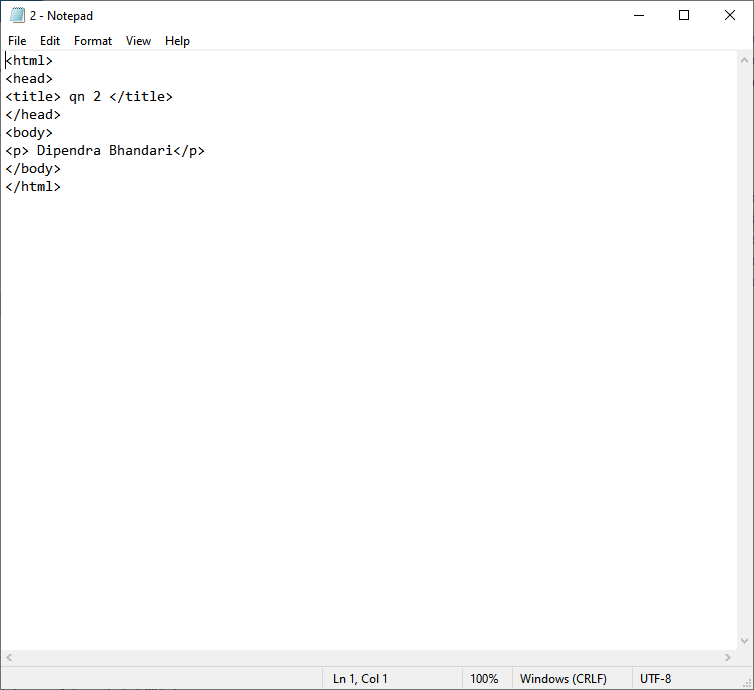 2 - Notepad
File Edit Format View Help
<html>
<head>
<title> qn 2 </title>
</head>
<body>
<p> Dipendra Bhandari</p>
</body>
</html>
Ln 1, Col 1 100% Windows (CRLF) UTF-8